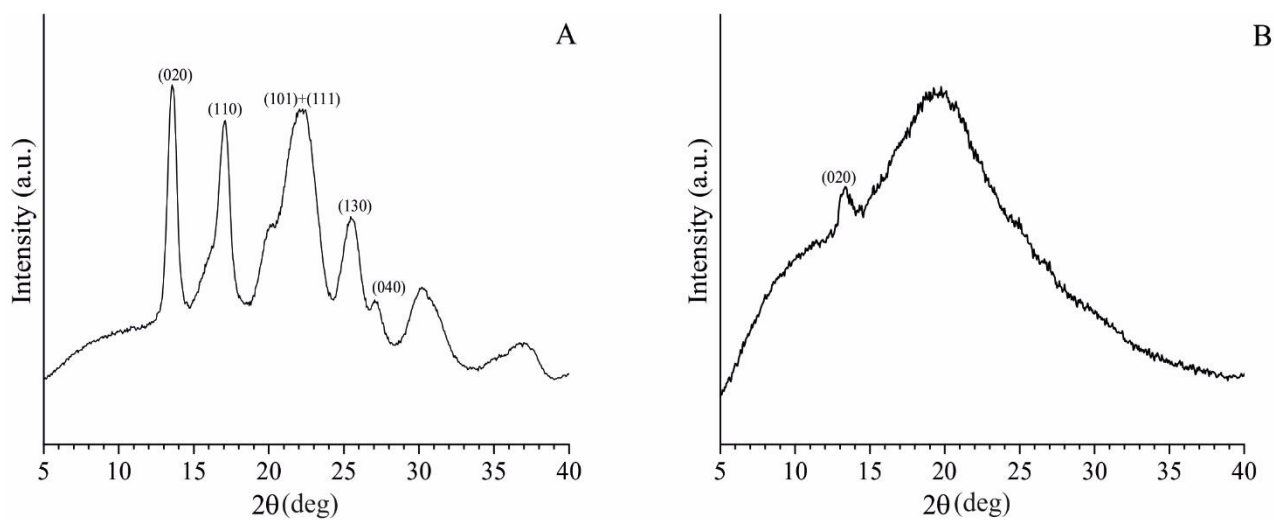 A
(020)
(110)
(101)+(111)
(130)
(040)
Intensity (a.u.)
5 10 15 20 25 30 35 40
2θ(deg)
B
(020)
Intensity (a.u.)
5 10 15 20 25 30 35 40
2θ(deg)